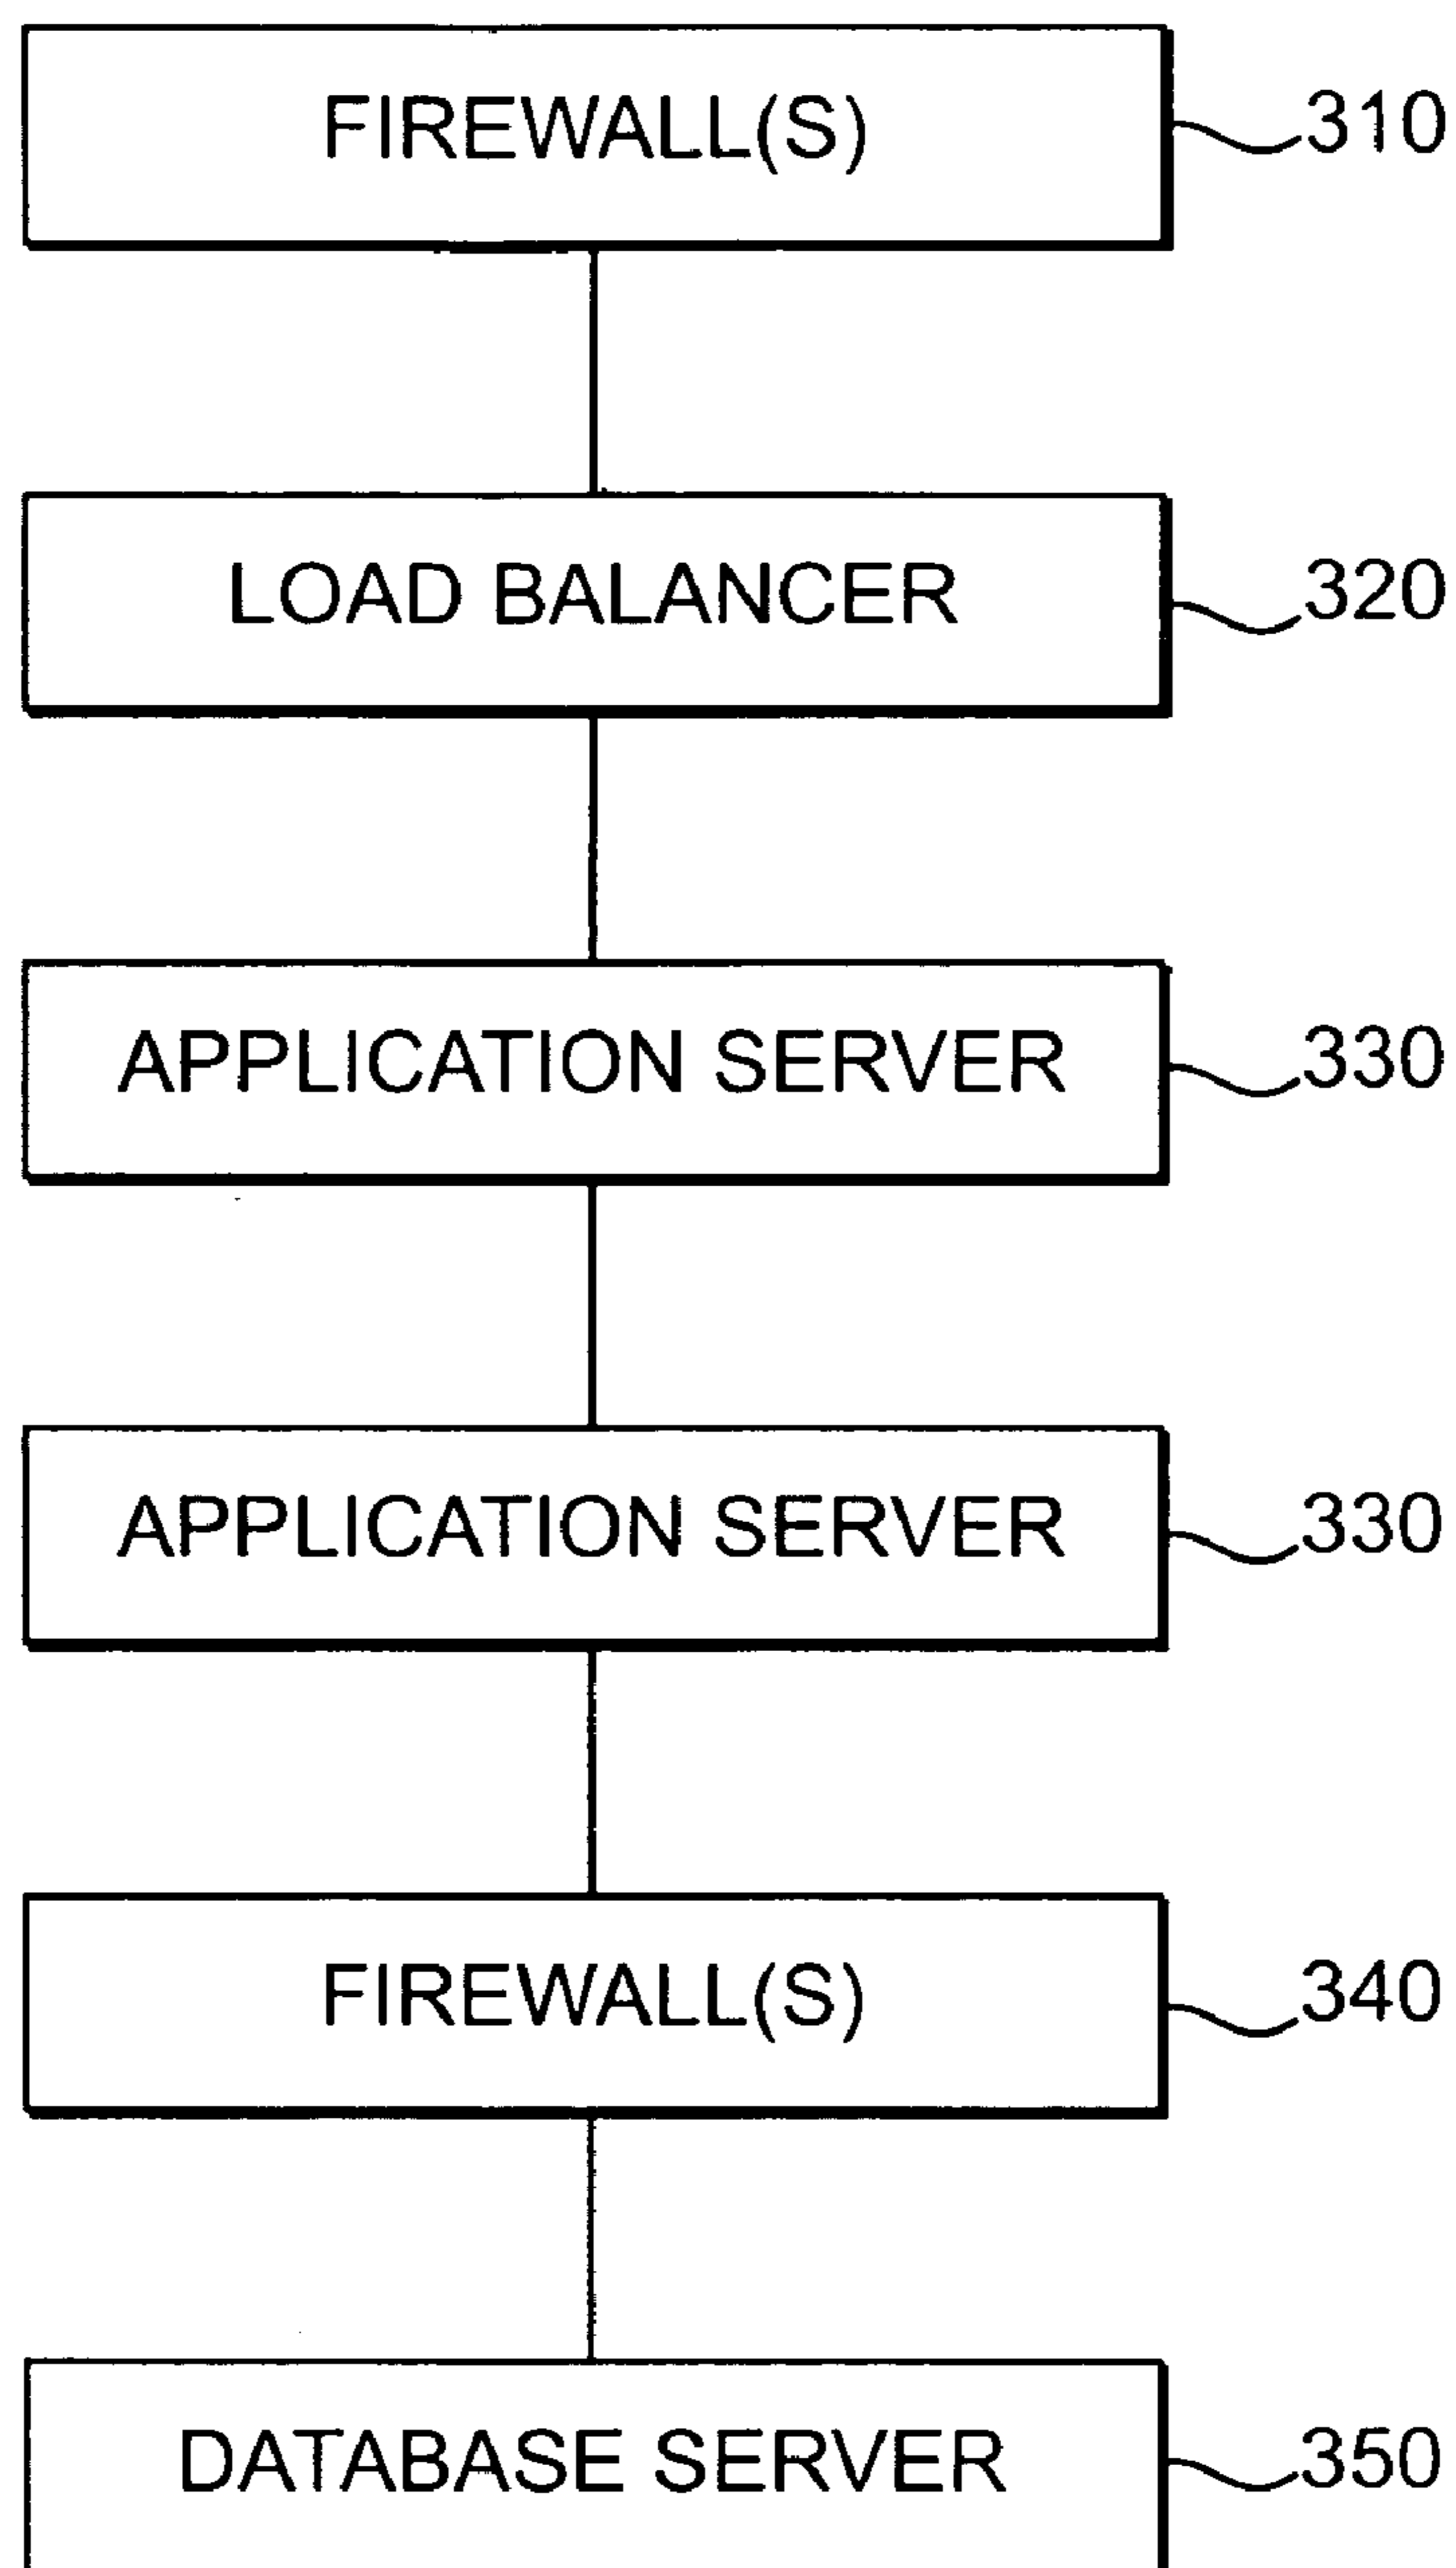 FIREWALL(S) 310
LOAD BALANCER 320
APPLICATION SERVER 330
APPLICATION SERVER 330
FIREWALL(S) 340
DATABASE SERVER 350